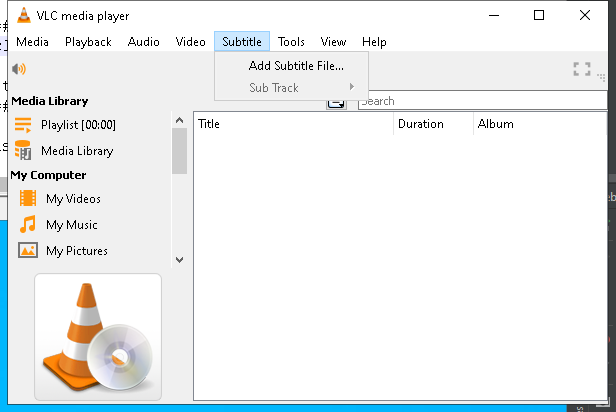 VLC media player
Media Playback Audio Video Subtitle Tools View Help
Add Subtitle File...
Sub Track
Search
Media Library
Playlist [00:00]
Media Library
My Computer
My Videos
My Music
My Pictures
Title Duration Album